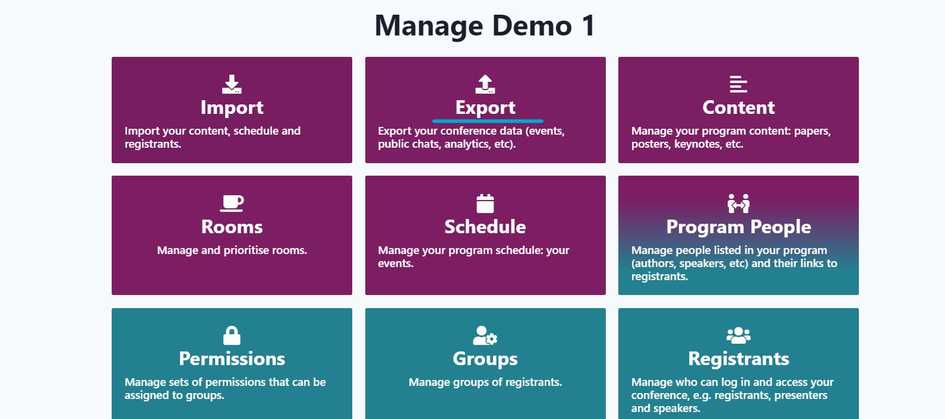 Manage Demo 1
Import
Import your content, schedule and
registrants.
Export
Export your conference data (events,
public chats, analytics, etc).
Content
Manage your program content: papers,
posters, keynotes, etc.
Rooms
Manage and prioritise rooms.
Schedule
Manage your program schedule: your
events.
Program People
Manage people listed in your program
(authors, speakers, etc) and their links to
registrants.
Permissions
Manage sets of permissions that can be
assigned to groups.
Groups
Manage groups of registrants.
Registrants
Manage who can log in and access your
conference, e.g. registrants, presenters
and speakers.